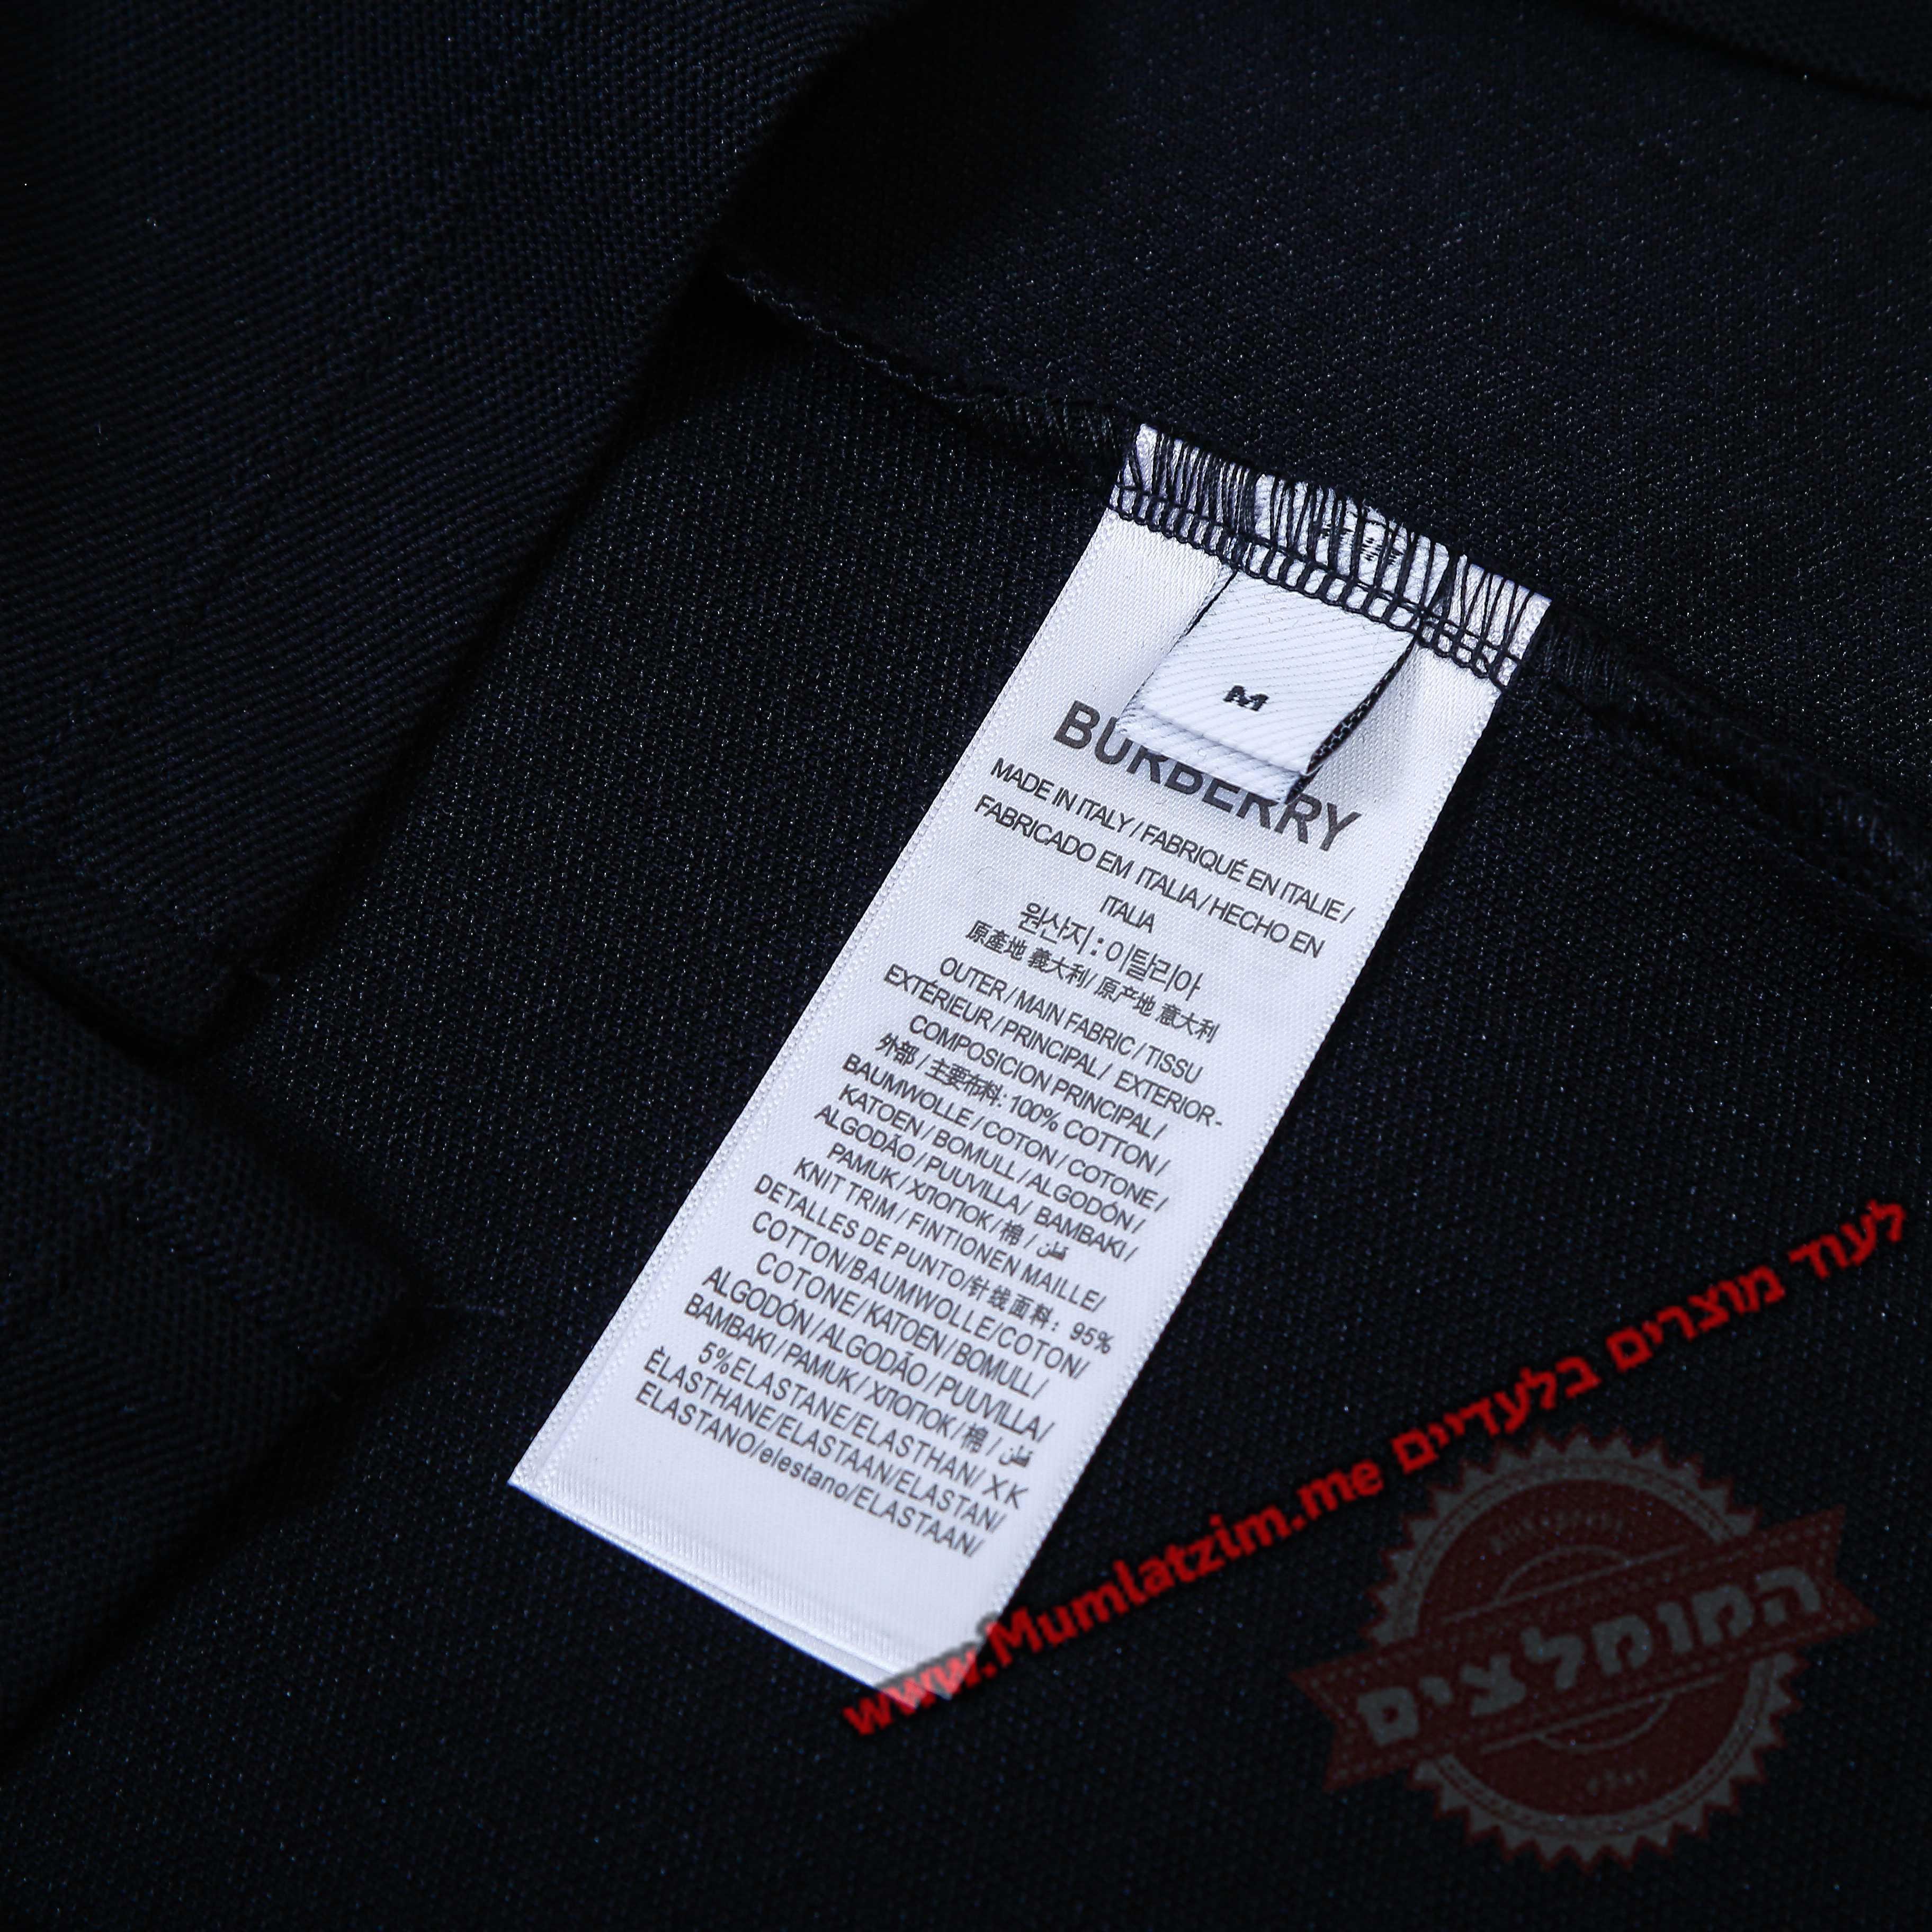 M
BURBERRY
MADE IN ITALY / FABRIQUÉ EN ITALIE /
FABRICADO EM ITALIA / HECHO EN
ITALIA
원산지 : 이탈리아
原產地 義大利 / 原产地 意大利
OUTER / MAIN FABRIC / TISSU
EXTÉRIEUR / PRINCIPAL / EXTERIOR-
COMPOSICION PRINCIPAL /
外部 / 主要布料: 100% COTTON /
BAUMWOLLE / COTON / COTONE /
KATOEN / BOMULL / ALGODÓN /
ALGODÃO / PUUVILLA / BAMBAKI /
PAMUK / ХЛОПОК / 棉 / قطن
KNIT TRIM / FINTIONEN MAILLE/
DETALLES DE PUNTO/针线面料: 95%
COTTON/BAUMWOLLE/COTON/
COTONE / KATOEN / BOMULL /
ALGODÓN / ALGODÃO / PUUVILLA /
BAMBAKI / PAMUK / ХЛОПОК / 棉 / قطن
5%ELASTANE/ELASTHAN/ XK
ÉLASTHANE/ELASTAAN/ELASTAN/
ELASTANO/elestano/ELASTAAN/
לעוד מוצרים בלעדיים www.Mumlatzim.me
המומלצים